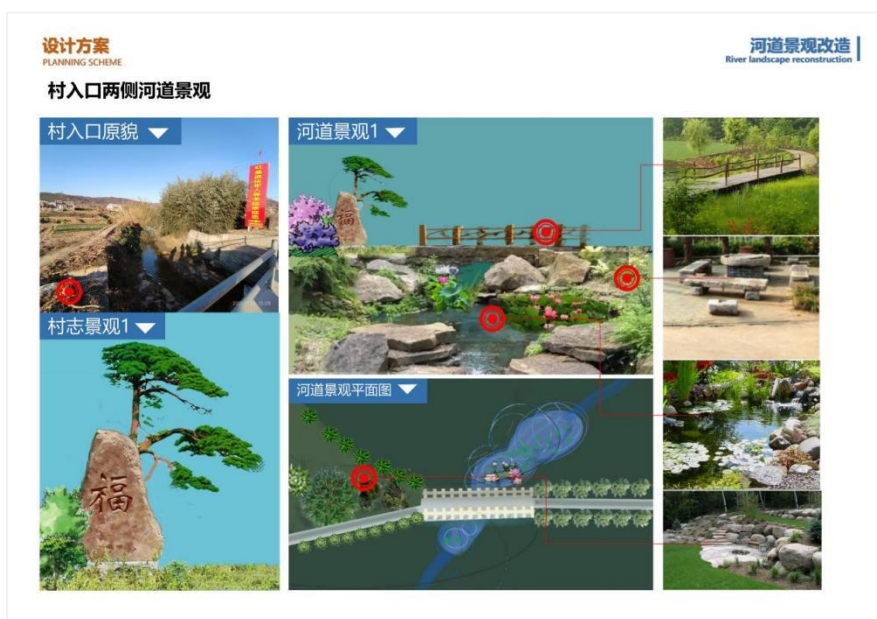 设计方案
PLANNING SCHEME
河道景观改造
River landscape reconstruction
村入口两侧河道景观
村入口原貌
河道景观1
福
村志景观1
福
河道景观平面图